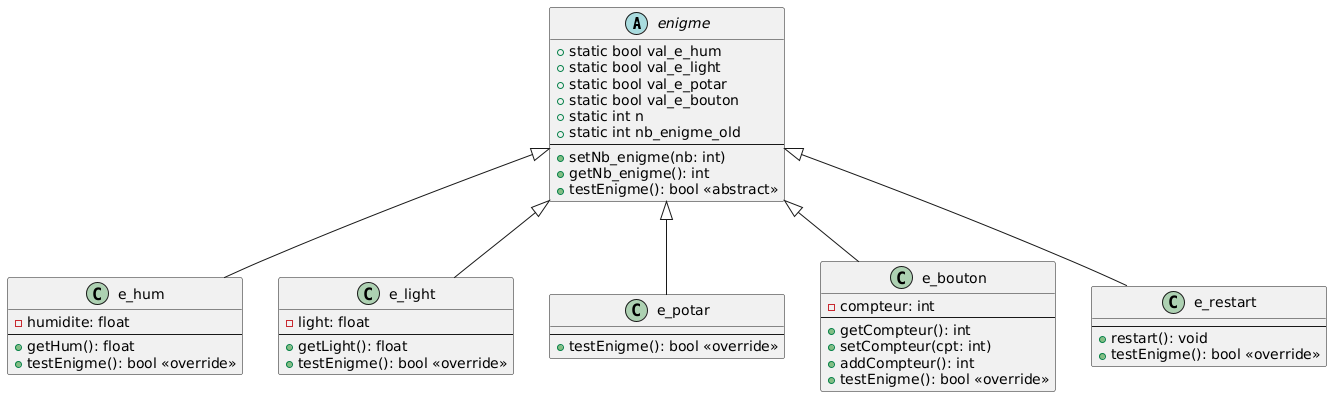 A enigme
static bool val_e_hum
static bool val_e_light
static bool val_e_potar
static bool val_e_bouton
static int n
static int nb_enigme_old
setNb_enigme(nb: int)
getNb_enigme(): int
testEnigme(): bool «abstract»
C e_hum
humidite: float
getHum(): float
testEnigme(): bool «override»
C e_light
light: float
getLight(): float
testEnigme(): bool «override»
C e_potar
testEnigme(): bool «override»
C e_bouton
compteur: int
getCompteur(): int
setCompteur(cpt: int)
addCompteur(): int
testEnigme(): bool «override»
C e_restart
restart(): void
testEnigme(): bool «override»